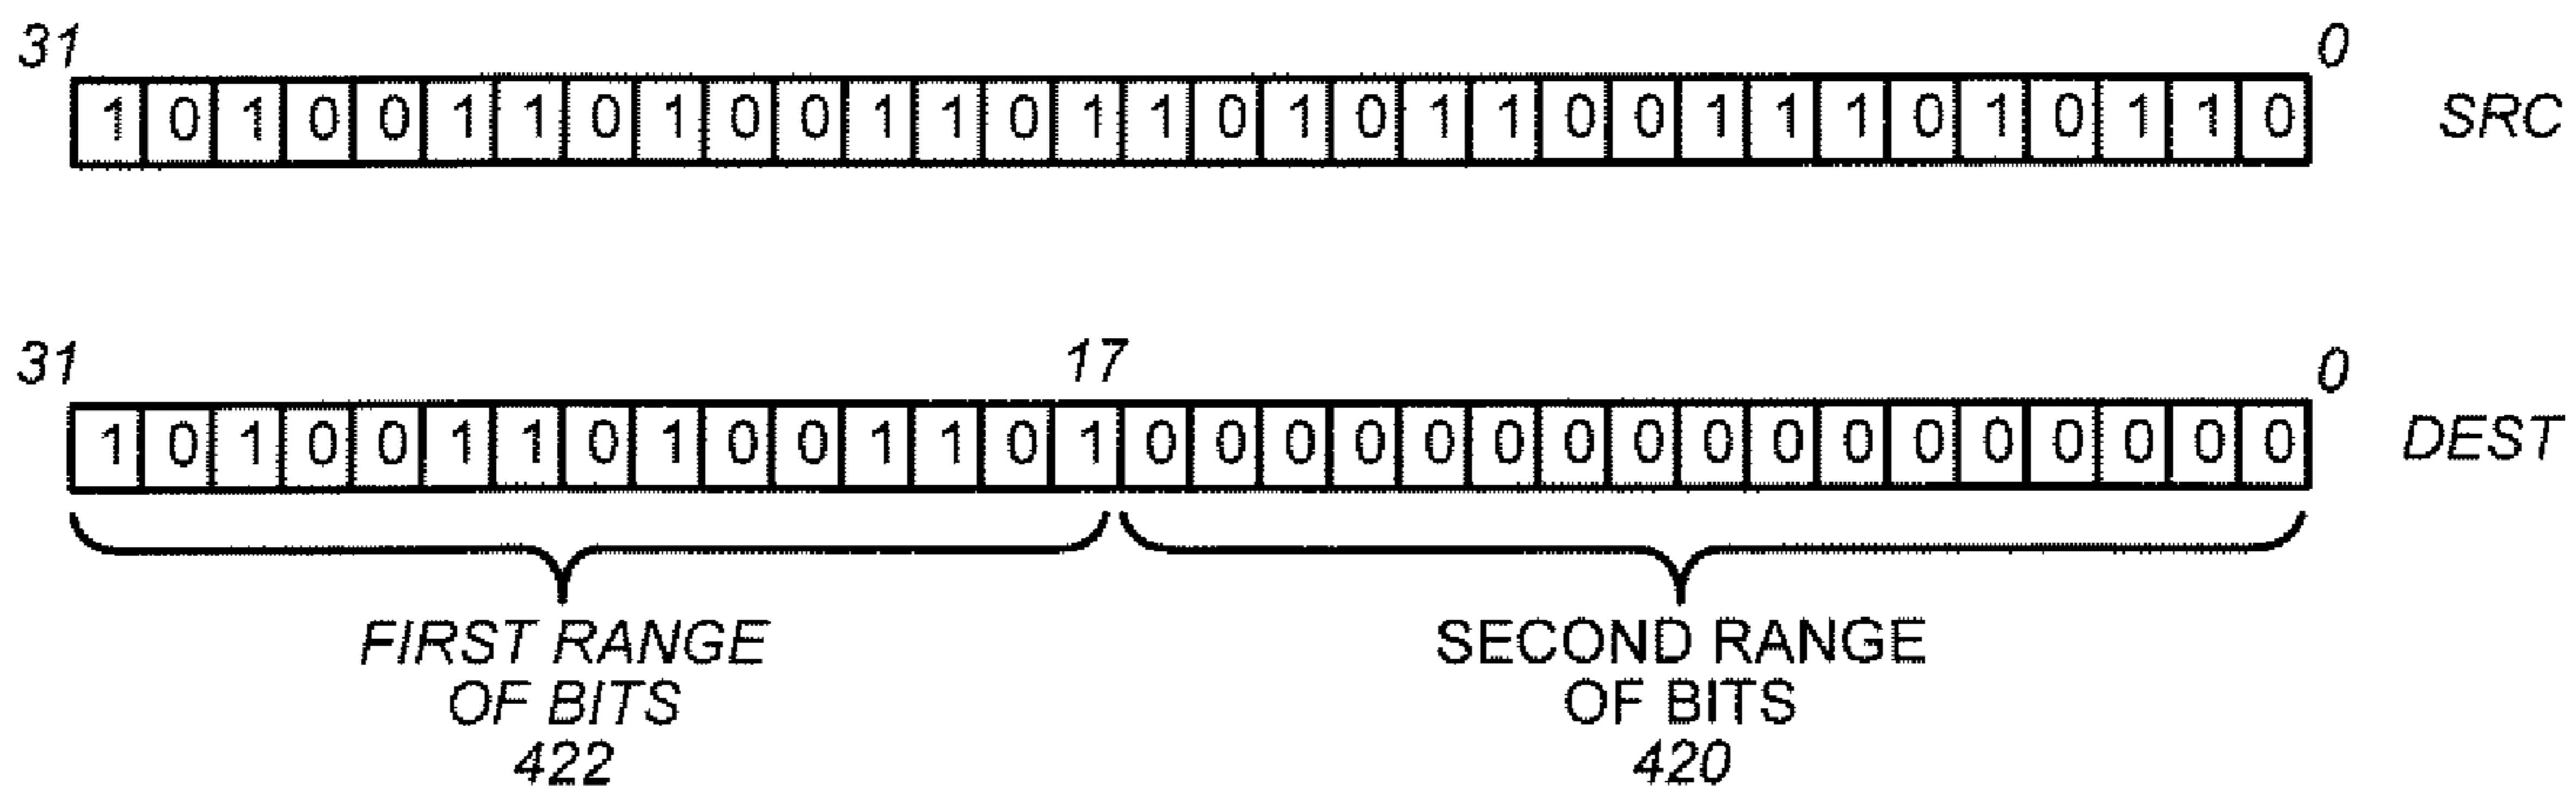 31 0
1 0 1 0 0 1 1 0 1 0 0 1 1 0 1 1 0 1 0 1 1 0 0 1 1 1 0 1 0 1 1 0 SRC
31 17 0
1 0 1 0 0 1 1 0 1 0 0 1 1 0 1 0 0 0 0 0 0 0 0 0 0 0 0 0 0 0 0 0 DEST
FIRST RANGE
OF BITS
422
SECOND RANGE
OF BITS
420